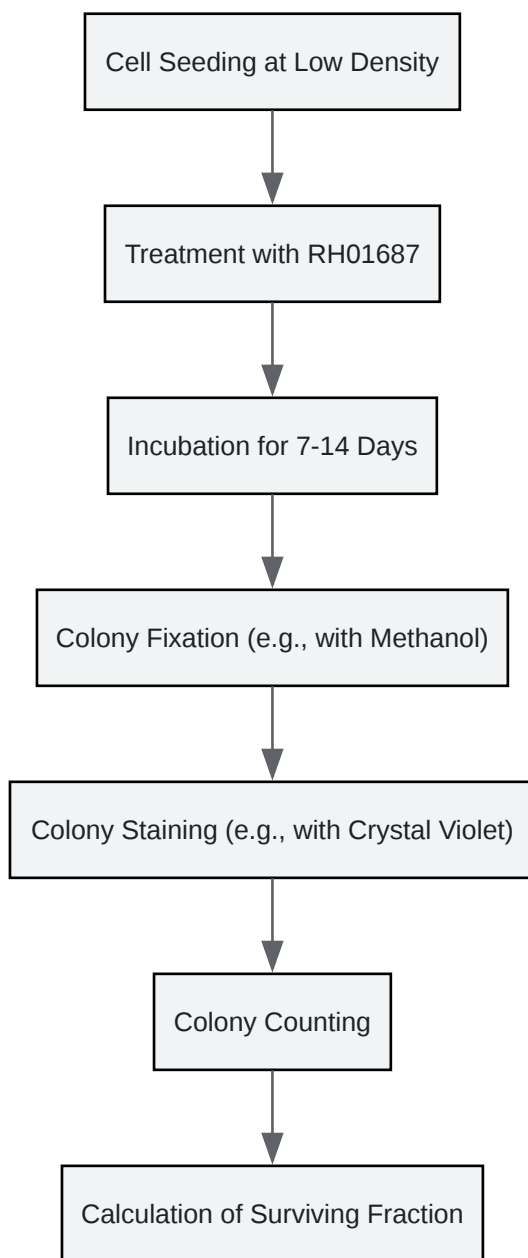 Cell Seeding at Low Density
Treatment with RH01687
Incubation for 7-14 Days
Colony Fixation (e.g., with Methanol)
Colony Staining (e.g., with Crystal Violet)
Colony Counting
Calculation of Surviving Fraction